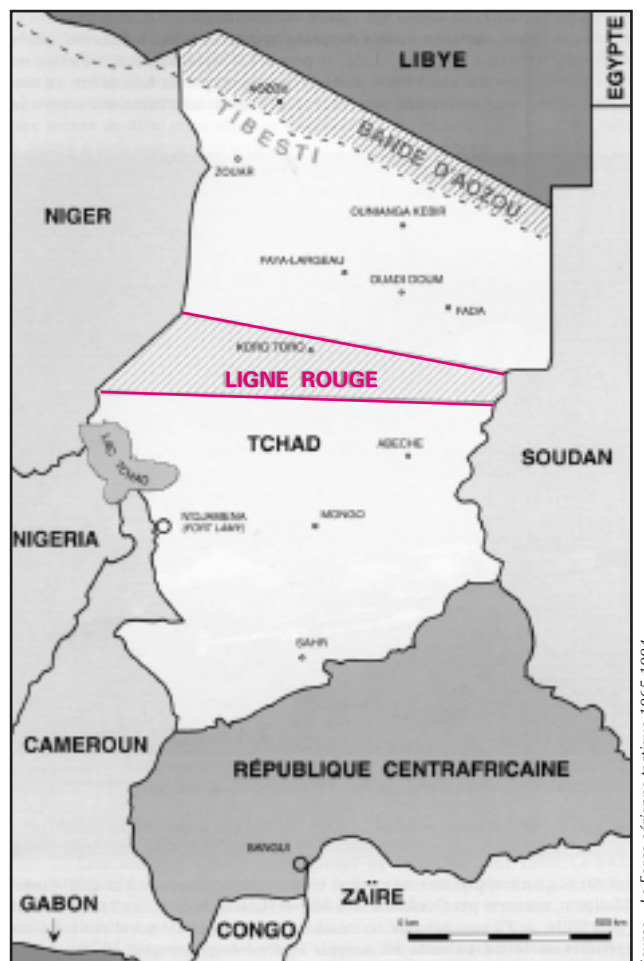 LIBYE
EGYPTE
AOZOU
TIBESTI
BANDE D'AOZOU
ZOUAR
NIGER
OUNIANGA KEBIR
FAYA-LARGEAU
OUADI DOUM
FADA
KORO TORO
LIGNE ROUGE
TCHAD
ABECHE
LAC TCHAD
SOUDAN
N'DJAMENA
(FORT LAMY)
MONGO
NIGERIA
SAHR
CAMEROUN
RÉPUBLIQUE CENTRAFRICAINE
BANGUI
ZAÏRE
GABON
CONGO
0 km
500 km